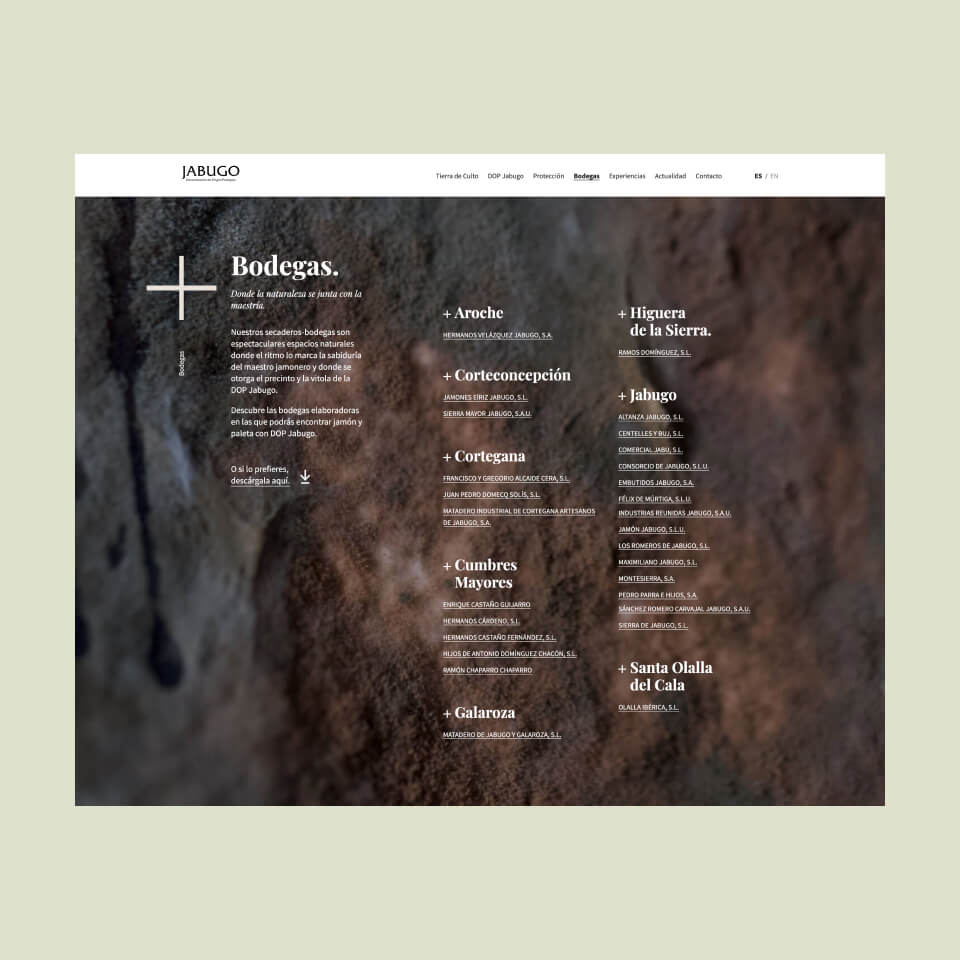 JABUGO
Tierra de Culto
DOP Jabugo
Protección
Bodegas
Experiencias
Actualidad
Contacto
ES / EN
Bodegas
Bodegas.
Donde la naturaleza se junta con la
maestría.
Nuestros secaderos-bodegas son
espectaculares espacios naturales
donde el ritmo lo marca la sabiduría
del maestro jamonero y donde se
otorga el precinto y la vitola de la
DOP Jabugo.
Descubre las bodegas elaboradoras
en las que podrás encontrar jamón y
paleta con DOP Jabugo.
O si lo prefieres,
descárgala aquí.
+ Aroche
HERMANOS VELÁZQUEZ JABUGO, S.A.
+ Corteconcepción
JAMONES EÍRIZ JABUGO, S.L.
SIERRA MAYOR JABUGO, S.A.U.
+ Cortegana
FRANCISCO Y GREGORIO ALCAIDE CERA, S.L.
JUAN PEDRO DOMECQ SOLÍS, S.L.
MATADERO INDUSTRIAL DE CORTEGANA ARTESANOS
DE JABUGO, S.A.
+ Cumbres
Mayores
ENRIQUE CASTAÑO GUIJARRO
HERMANOS CÁRDENO, S.L.
HERMANOS CASTAÑO FERNÁNDEZ, S.L.
HIJOS DE ANTONIO DOMÍNGUEZ CHACÓN, S.L.
RAMÓN CHAPARRO CHAPARRO
+ Galaroza
MATADERO DE JABUGO Y GALAROZA, S.L.
+ Higuera
de la Sierra.
RAMOS DOMÍNGUEZ, S.L.
+ Jabugo
ALTANZA JABUGO, S.L.
CENTELLES Y BUJ, S.L.
COMERCIAL JABU, S.L.
CONSORCIO DE JABUGO, S.L.U.
EMBUTIDOS JABUGO, S.A.
FÉLIX DE MÚRTIGA, S.L.U.
INDUSTRIAS REUNIDAS JABUGO, S.A.U.
JAMÓN JABUGO, S.L.U.
LOS ROMEROS DE JABUGO, S.L.
MAXIMILIANO JABUGO, S.L.
MONTESIERRA, S.A.
PEDRO PARRA E HIJOS, S.A.
SÁNCHEZ ROMERO CARVAJAL JABUGO, S.A.U.
SIERRA DE JABUGO, S.L.
+ Santa Olalla
del Cala
OLALLA IBÉRICA, S.L.